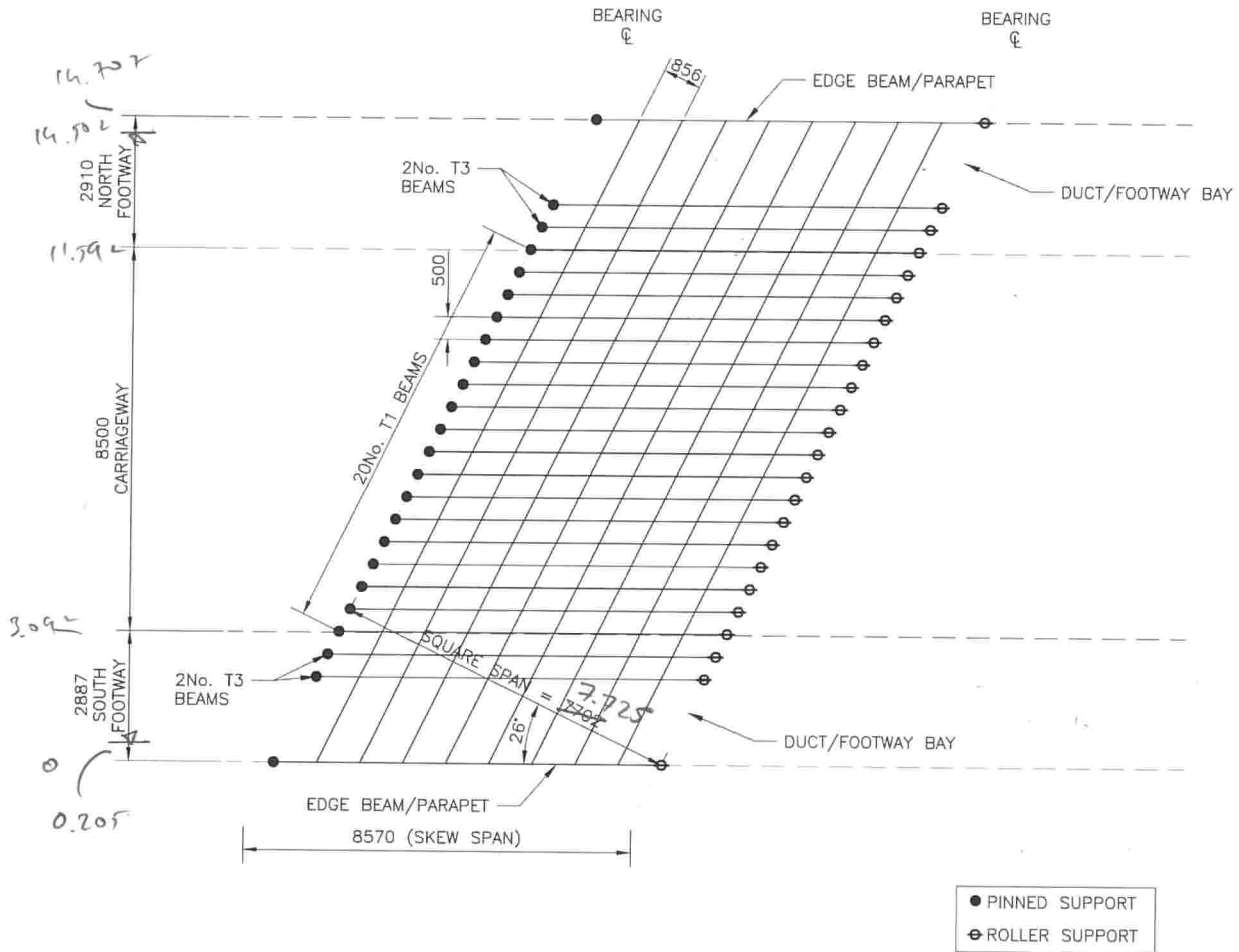 BEARING
℄
BEARING
℄
14.707
856
EDGE BEAM/PARAPET
14.502
2910
NORTH
FOOTWAY
2No. T3
BEAMS
DUCT/FOOTWAY BAY
11.592
500
20No. T1 BEAMS
8500
CARRIAGEWAY
3.092
SQUARE SPAN = 7702
7.725
2887
SOUTH
FOOTWAY
2No. T3
BEAMS
26°
DUCT/FOOTWAY BAY
0
0.205
EDGE BEAM/PARAPET
8570 (SKEW SPAN)
PINNED SUPPORT
ROLLER SUPPORT